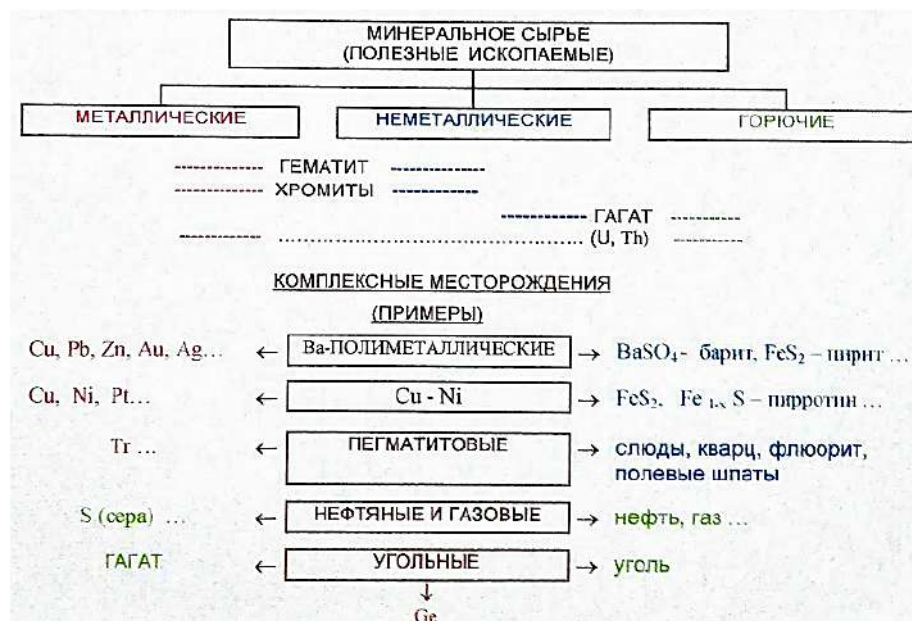 МИНЕРАЛЬНОЕ СЫРЬЕ
(ПОЛЕЗНЫЕ ИСКОПАЕМЫЕ)
МЕТАЛЛИЧЕСКИЕ НЕМЕТАЛЛИЧЕСКИЕ ГОРЮЧИЕ
---------- ГЕМАТИТ ----------
---------- ХРОМИТЫ ----------
---------- ГАГАТ --------
--------- ........................................ (U, Th) --------
КОМПЛЕКСНЫЕ МЕСТОРОЖДЕНИЯ
(ПРИМЕРЫ)
Cu, Pb, Zn, Au, Ag... ← Ba-ПОЛИМЕТАЛЛИЧЕСКИЕ → BaSO₄ - барит, FeS₂ – пирит ...
Cu, Ni, Pt... ← Cu - Ni → FeS₂, Fe ₁₋ₓ S – пирротин ...
Tr ... ← ПЕГМАТИТОВЫЕ → слюды, кварц, флюорит,
полевые шпаты
S (сера) ... ← НЕФТЯНЫЕ И ГАЗОВЫЕ → нефть, газ ...
ГАГАТ ← УГОЛЬНЫЕ → уголь
↓
Ge